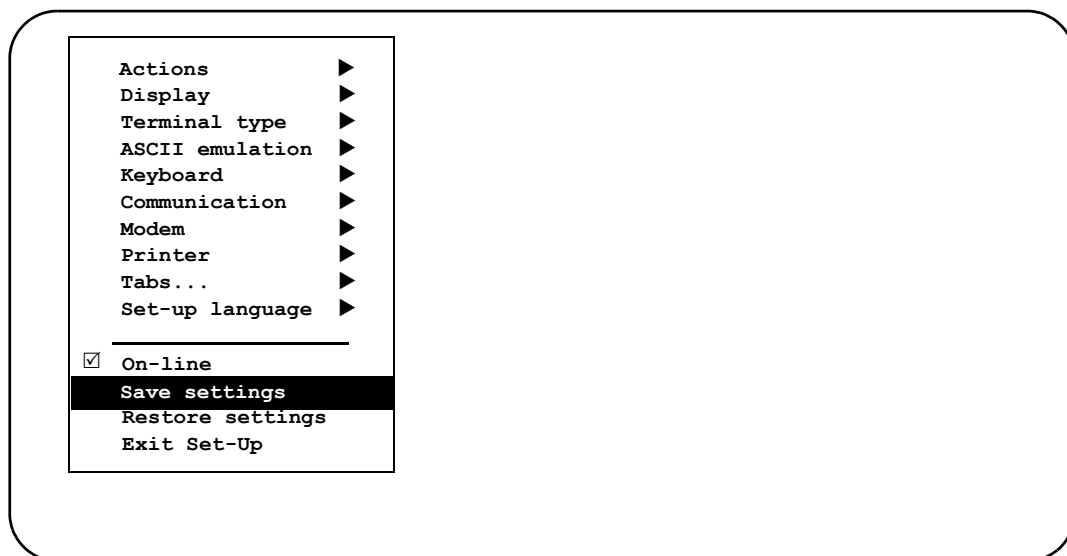 Actions
Display
Terminal type
ASCII emulation
Keyboard
Communication
Modem
Printer
Tabs...
Set-up language
On-line
Save settings
Restore settings
Exit Set-Up